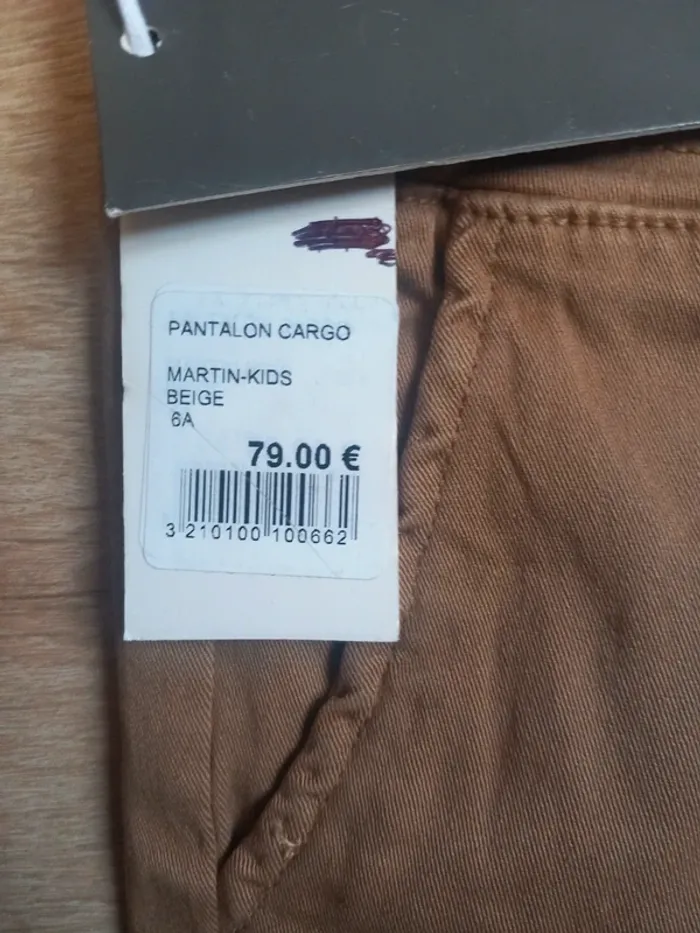 PANTALON CARGO
MARTIN-KIDS
BEIGE
6A
79.00 €
3 210100 100662